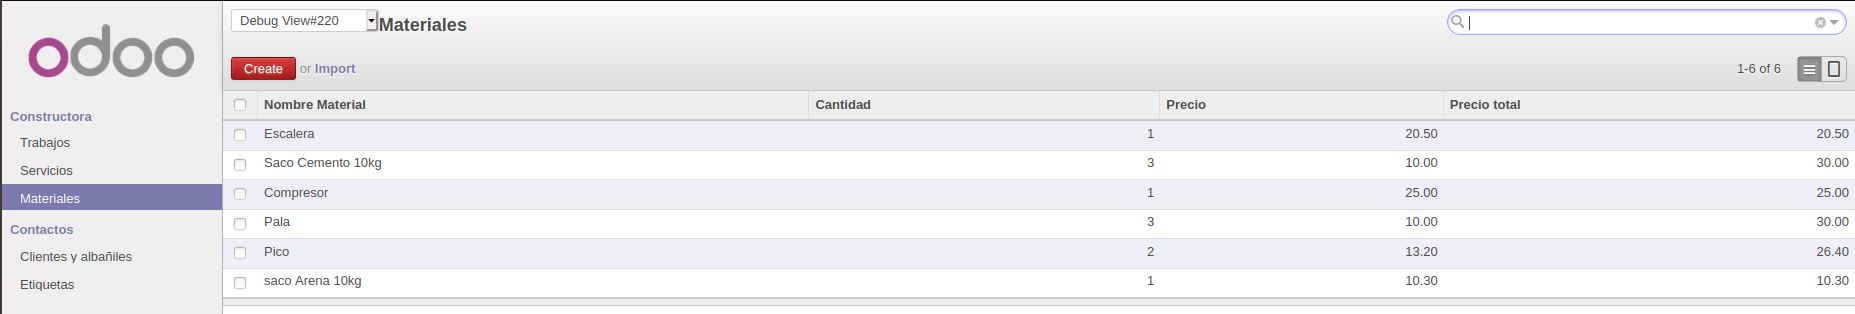 odoo
Constructora
Trabajos
Servicios
Materiales
Contactos
Clientes y albañiles
Etiquetas
Debug View#220 Materiales
Create or Import 1-6 of 6
Nombre Material Cantidad Precio Precio total
Escalera 1 20.50 20.50
Saco Cemento 10kg 3 10.00 30.00
Compresor 1 25.00 25.00
Pala 3 10.00 30.00
Pico 2 13.20 26.40
saco Arena 10kg 1 10.30 10.30